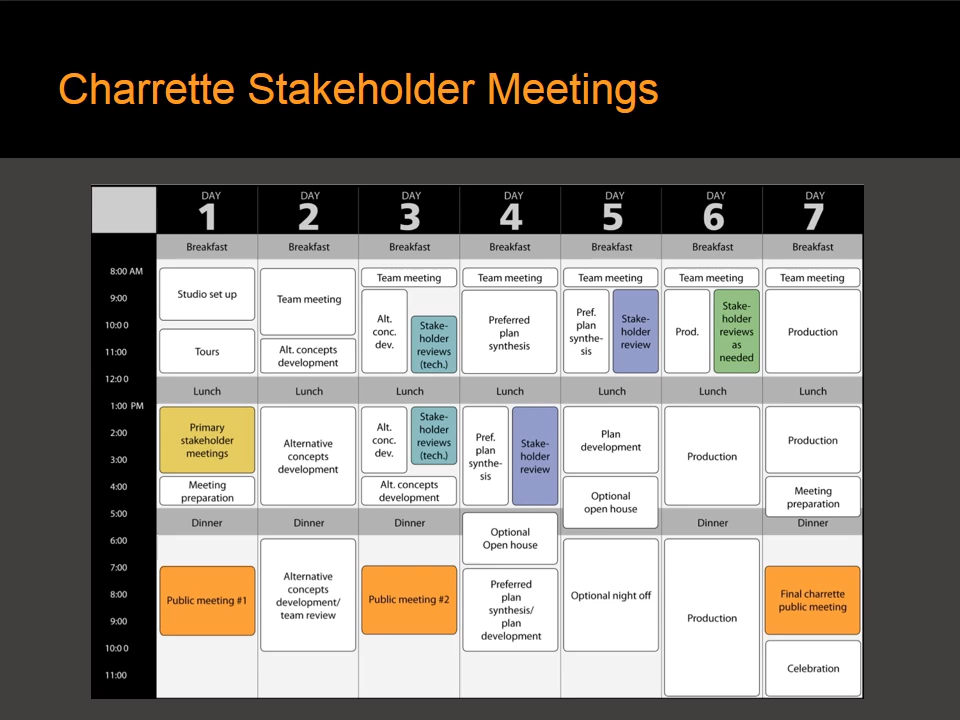 Charrette Stakeholder Meetings
DAY DAY DAY DAY DAY DAY DAY
1 2 3 4 5 6 7
Breakfast Breakfast Breakfast Breakfast Breakfast Breakfast Breakfast
8:00 AM
9:00
10:00
11:00
12:00
1:00 PM
2:00
3:00
4:00
5:00
6:00
7:00
8:00
9:00
10:00
11:00
Studio set up
Tours
Lunch
Primary
stakeholder
meetings
Meeting
preparation
Dinner
Public meeting #1
Team meeting
Alt. concepts
development
Lunch
Alternative
concepts
development
Dinner
Alternative
concepts
development/
team review
Team meeting
Alt.
conc.
dev.
Stake-
holder
reviews
(tech.)
Lunch
Alt.
conc.
dev.
Stake-
holder
reviews
(tech.)
Alt. concepts
development
Dinner
Public meeting #2
Team meeting
Preferred
plan
synthesis
Lunch
Pref.
plan
synthe-
sis
Stake-
holder
review
Optional
Open house
Preferred
plan
synthesis/
plan
development
Team meeting
Pref.
plan
synthe-
sis
Stake-
holder
review
Lunch
Plan
development
Optional
open house
Optional night off
Team meeting
Prod.
Stake-
holder
reviews
as
needed
Lunch
Production
Dinner
Production
Team meeting
Production
Lunch
Production
Meeting
preparation
Dinner
Final charrette
public meeting
Celebration